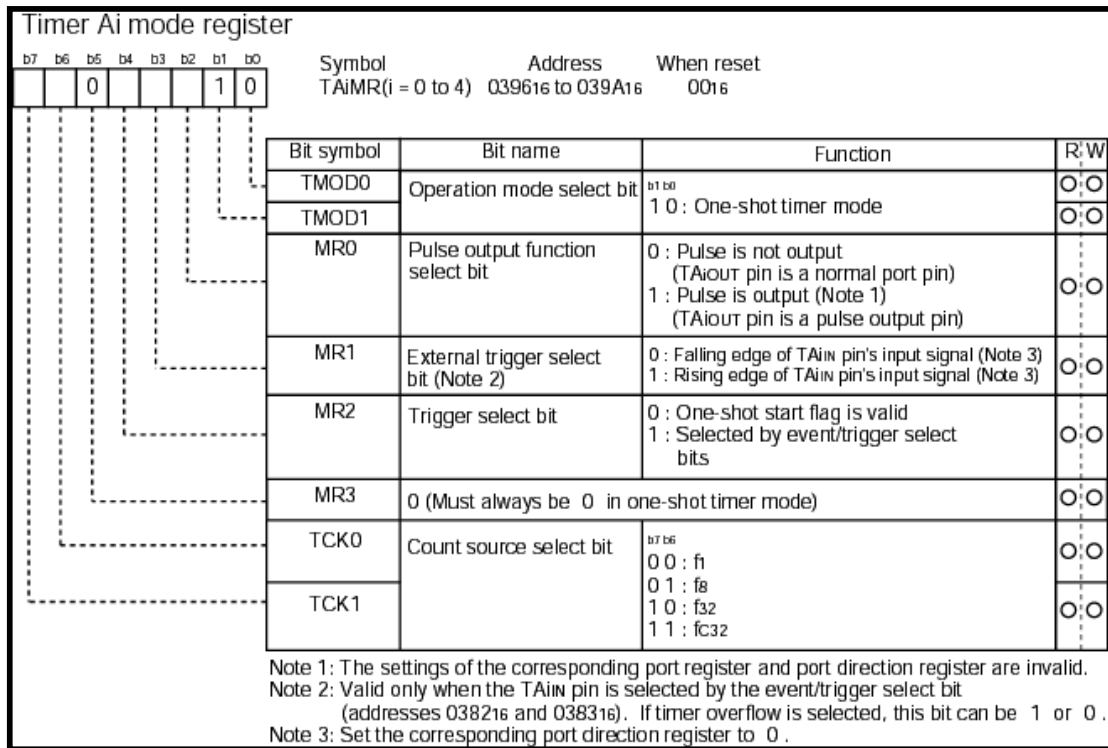 Timer Ai mode register
b7 b6 b5 b4 b3 b2 b1 b0
0 1 0
Symbol Address When reset
TAiMR(i = 0 to 4) 039616 to 039A16 0016
Bit symbol Bit name Function R W
TMOD0 Operation mode select bit b1 b0
1 0 : One-shot timer mode
TMOD1
MR0 Pulse output function
select bit
0 : Pulse is not output
(TAiOUT pin is a normal port pin)
1 : Pulse is output (Note 1)
(TAiOUT pin is a pulse output pin)
MR1 External trigger select
bit (Note 2)
0 : Falling edge of TAiIN pin's input signal (Note 3)
1 : Rising edge of TAiIN pin's input signal (Note 3)
MR2 Trigger select bit
0 : One-shot start flag is valid
1 : Selected by event/trigger select
bits
MR3 0 (Must always be 0 in one-shot timer mode)
TCK0 Count source select bit
b7 b6
0 0 : f1
0 1 : f8
TCK1
1 0 : f32
1 1 : fC32
Note 1: The settings of the corresponding port register and port direction register are invalid.
Note 2: Valid only when the TAiIN pin is selected by the event/trigger select bit
(addresses 038216 and 038316). If timer overflow is selected, this bit can be 1 or 0 .
Note 3: Set the corresponding port direction register to 0 .